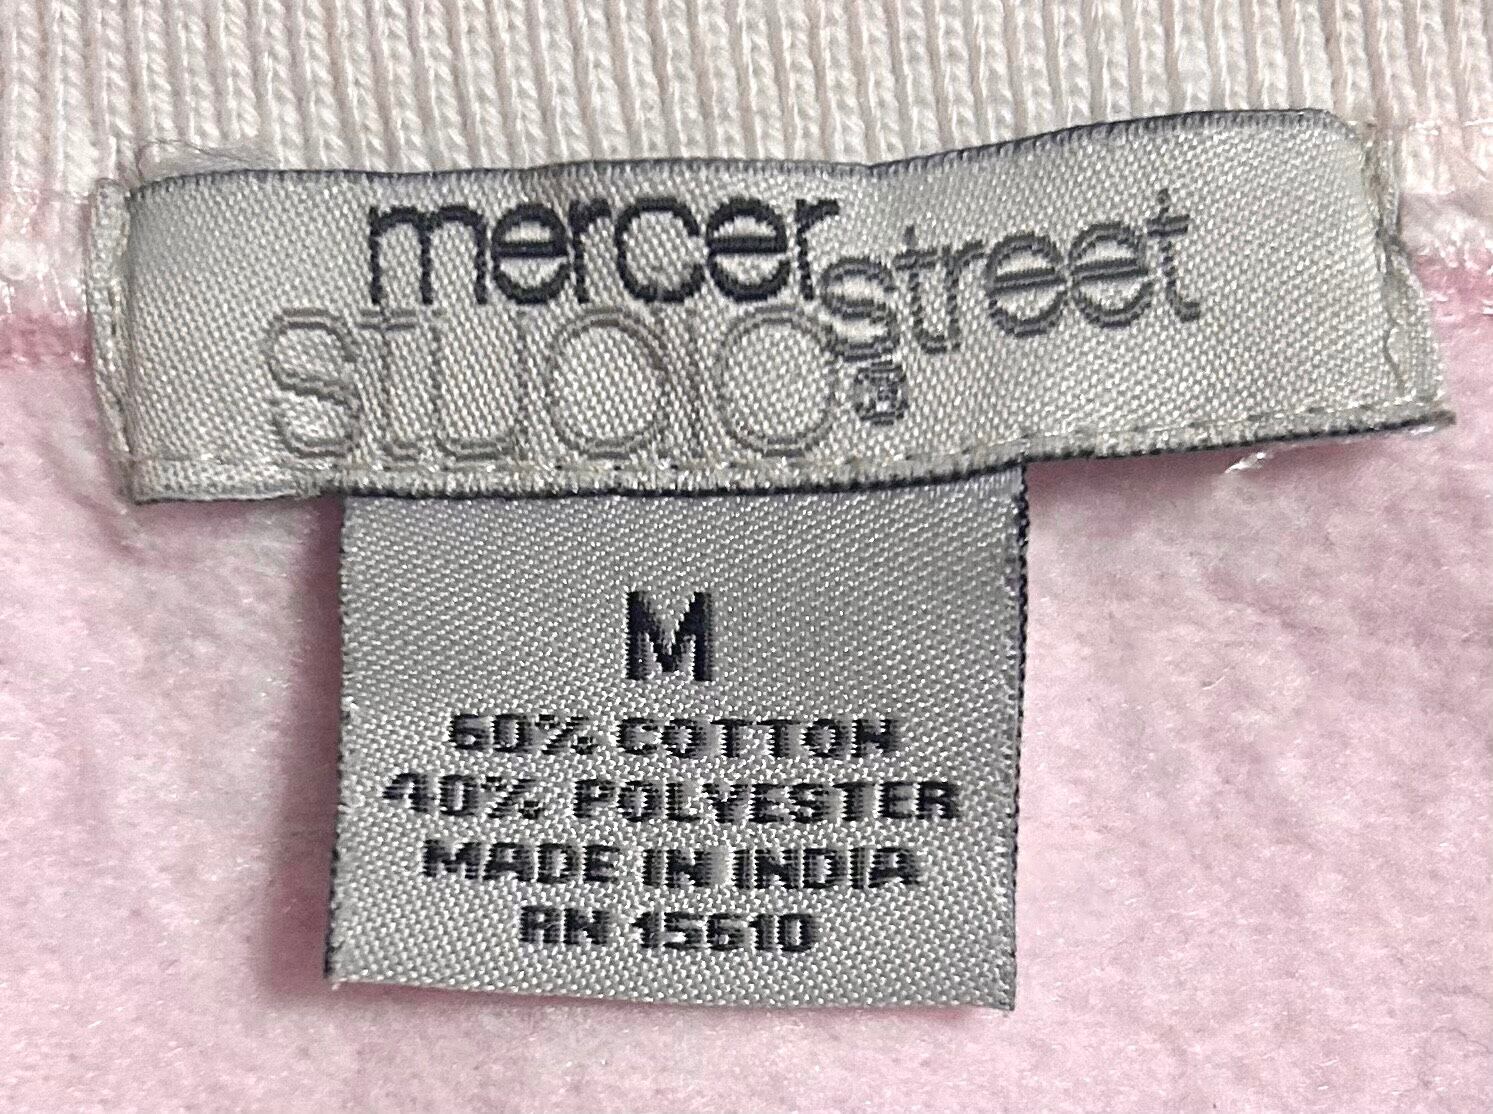 mercer street
studio®
M
60% COTTON
40% POLYESTER
MADE IN INDIA
RN 15610